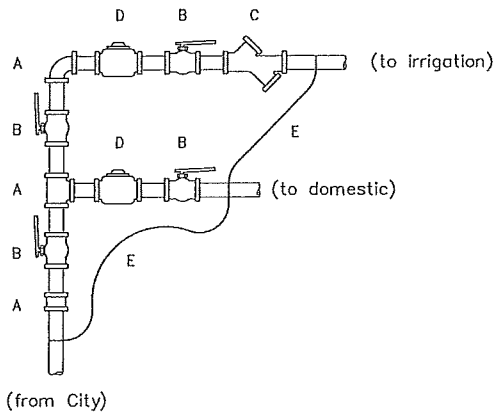 D B C
A (to irrigation)
B
E
D B
A (to domestic)
B
E
A
(from City)